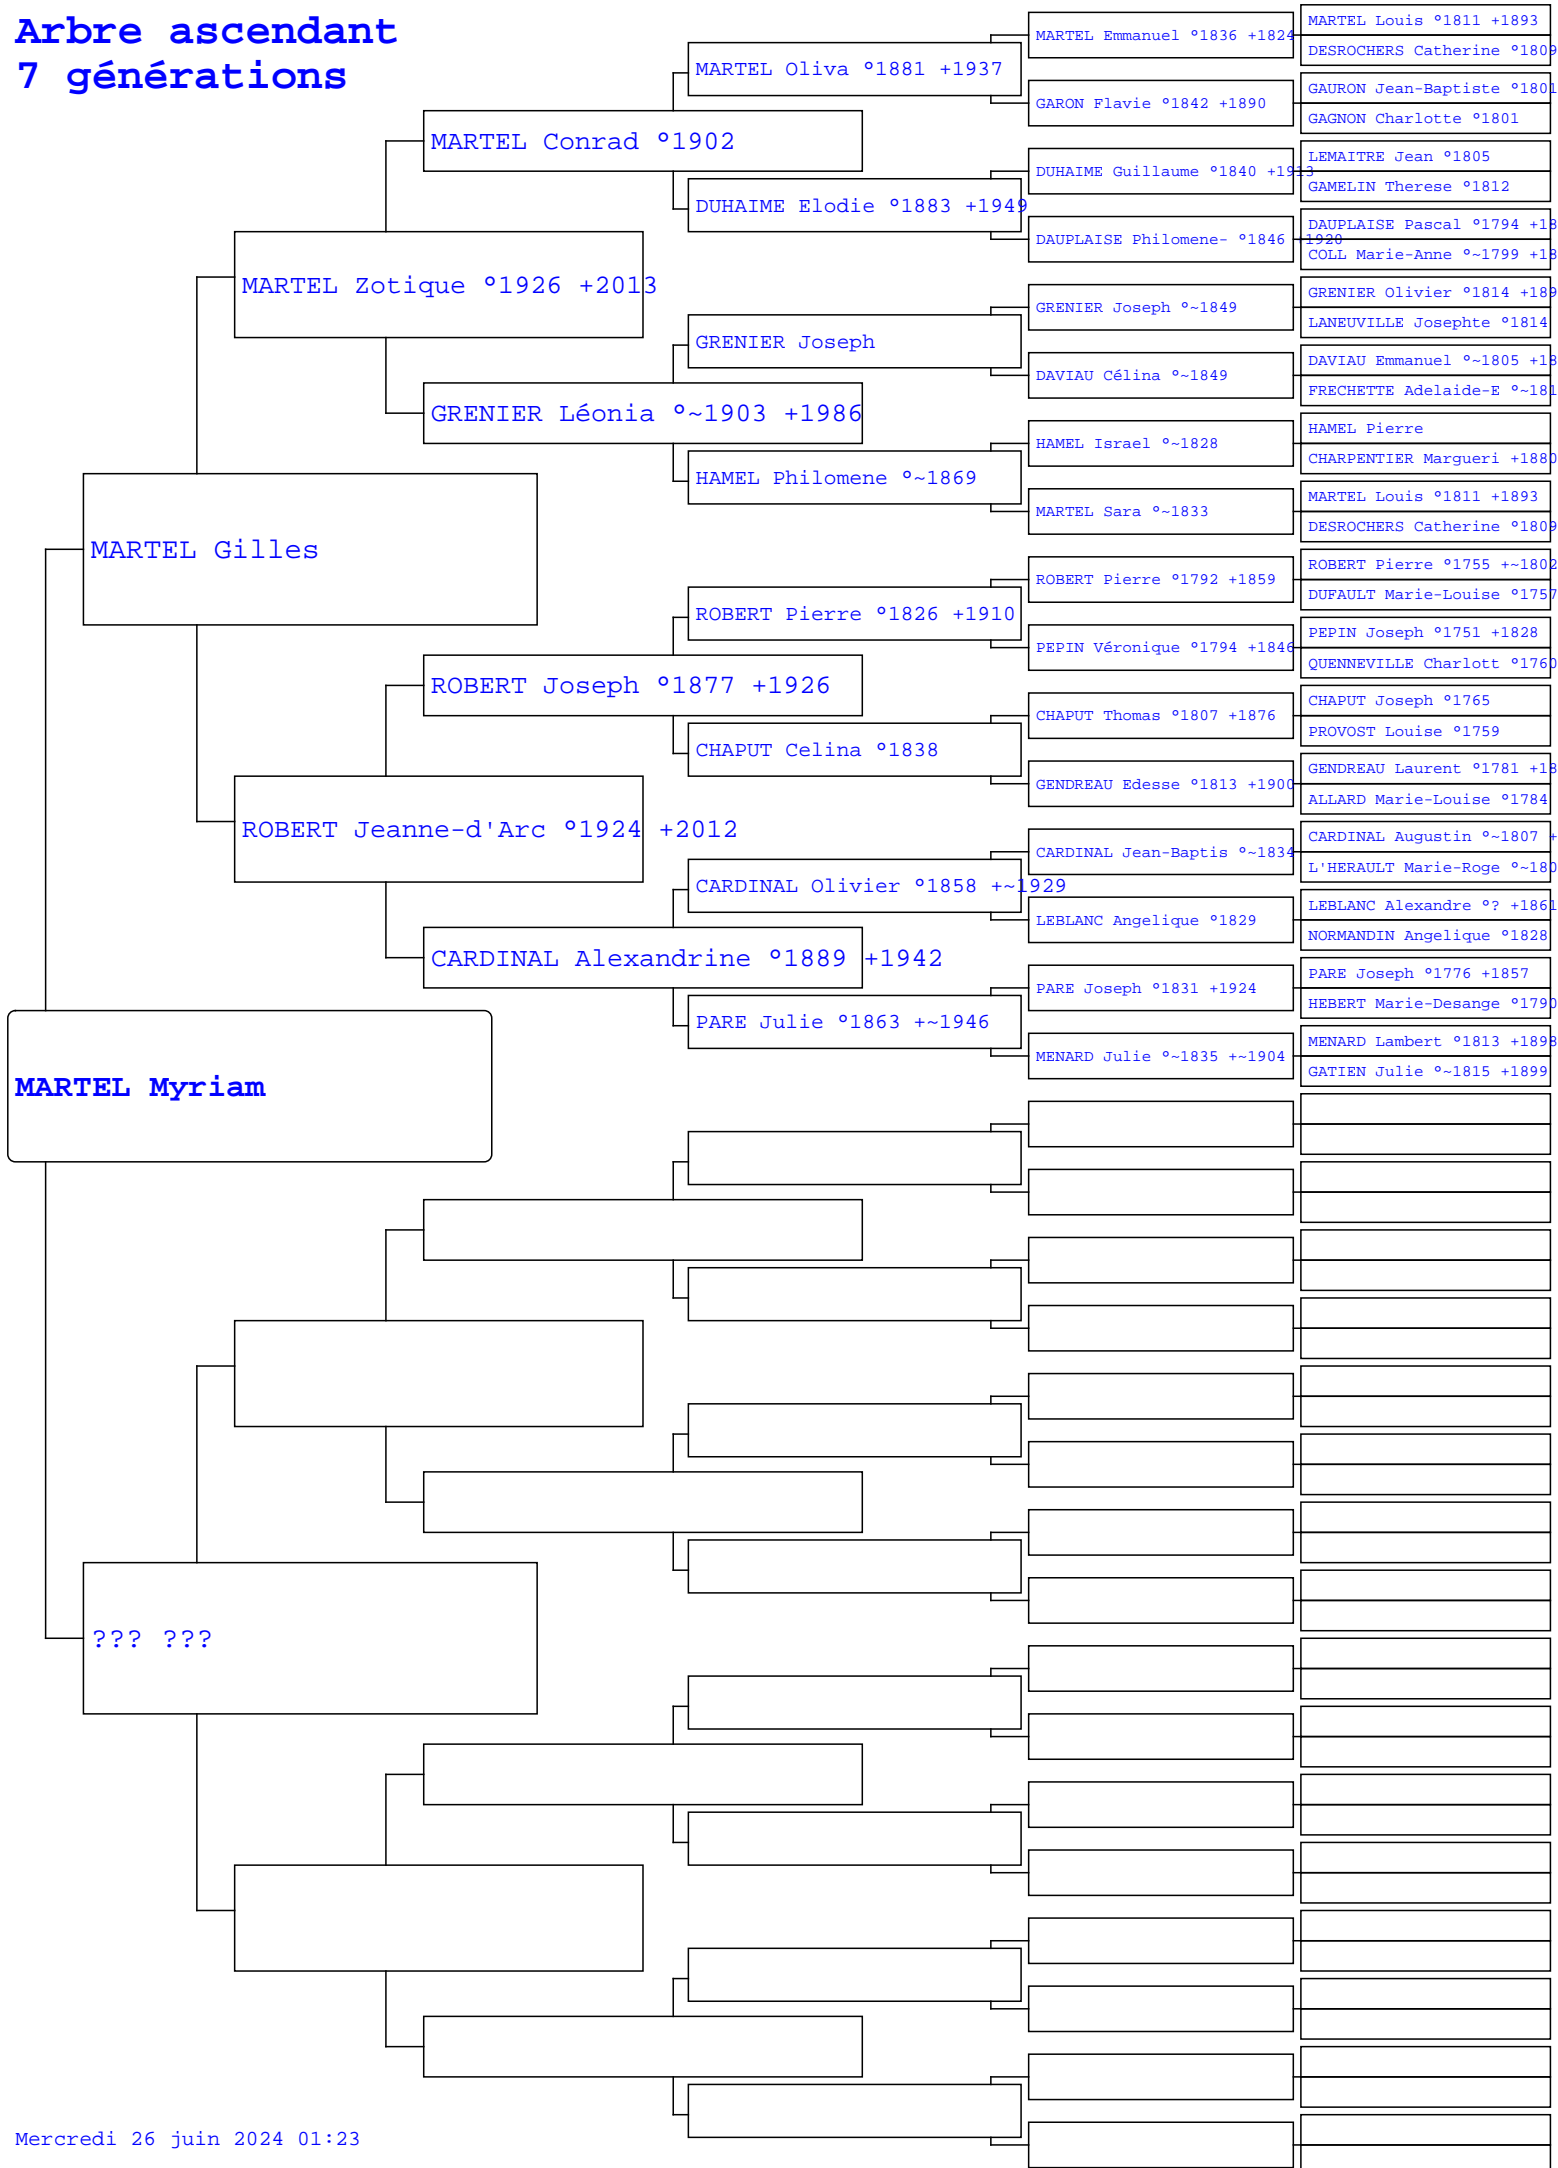 Arbre ascendant
7 générations
MARTEL Myriam
MARTEL Gilles
??? ???
MARTEL Zotique °1926 +2013
ROBERT Jeanne-d'Arc °1924 +2012
MARTEL Conrad °1902
GRENIER Léonia °~1903 +1986
ROBERT Joseph °1877 +1926
CARDINAL Alexandrine °1889 +1942
MARTEL Oliva °1881 +1937
DUHAIME Elodie °1883 +1949
GRENIER Joseph
HAMEL Philomene °~1869
ROBERT Pierre °1826 +1910
CHAPUT Celina °1838
CARDINAL Olivier °1858 +~1929
PARE Julie °1863 +~1946
MARTEL Emmanuel °1836 +1824
GARON Flavie °1842 +1890
DUHAIME Guillaume °1840 +1913
DAUPLAISE Philomene- °1846 +1920
GRENIER Joseph °~1849
DAVIAU Célina °~1849
HAMEL Israel °~1828
MARTEL Sara °~1833
ROBERT Pierre °1792 +1859
PEPIN Véronique °1794 +1846
CHAPUT Thomas °1807 +1876
GENDREAU Edesse °1813 +1900
CARDINAL Jean-Baptis °~1834
LEBLANC Angelique °1829
PARE Joseph °1831 +1924
MENARD Julie °~1835 +~1904
MARTEL Louis °1811 +1893
DESROCHERS Catherine °1809
GAURON Jean-Baptiste °1801
GAGNON Charlotte °1801
LEMAITRE Jean °1805
GAMELIN Therese °1812
DAUPLAISE Pascal °1794 +18
COLL Marie-Anne °~1799 +18
GRENIER Olivier °1814 +189
LANEUVILLE Josephte °1814
DAVIAU Emmanuel °~1805 +18
FRECHETTE Adelaide-E °~181
HAMEL Pierre
CHARPENTIER Margueri +1880
MARTEL Louis °1811 +1893
DESROCHERS Catherine °1809
ROBERT Pierre °1755 +~1802
DUFAULT Marie-Louise °1757
PEPIN Joseph °1751 +1828
QUENNEVILLE Charlott °1760
CHAPUT Joseph °1765
PROVOST Louise °1759
GENDREAU Laurent °1781 +18
ALLARD Marie-Louise °1784
CARDINAL Augustin °~1807 +
L'HERAULT Marie-Roge °~180
LEBLANC Alexandre °? +1861
NORMANDIN Angelique °1828
PARE Joseph °1776 +1857
HEBERT Marie-Desange °1790
MENARD Lambert °1813 +1898
GATIEN Julie °~1815 +1899
Mercredi 26 juin 2024 01:23